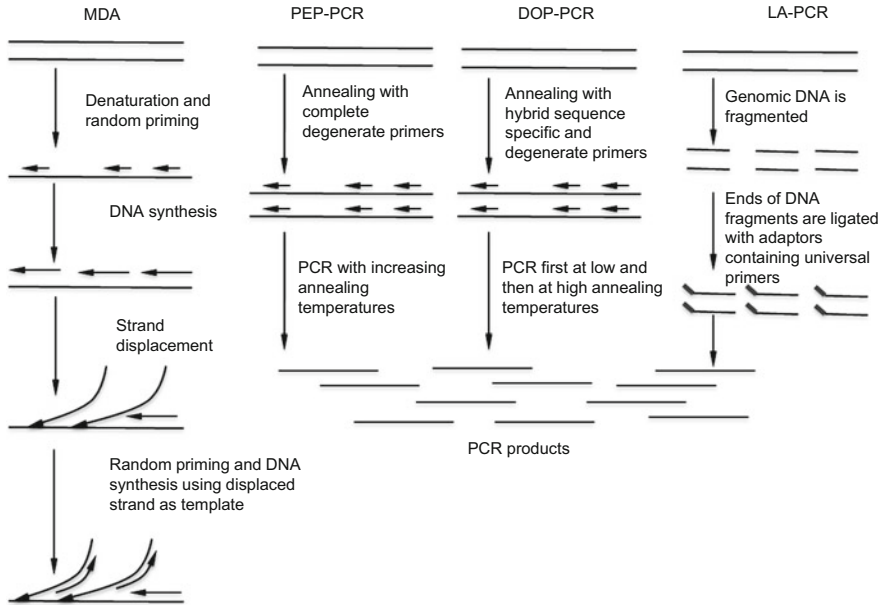 MDA
Denaturation and
random priming
DNA synthesis
Strand
displacement
Random priming and DNA
synthesis using displaced
strand as template
PEP-PCR
Annealing with
complete
degenerate primers
PCR with increasing
annealing
temperatures
DOP-PCR
Annealing with
hybrid sequence
specific and
degenerate primers
PCR first at low and
then at high annealing
temperatures
LA-PCR
Genomic DNA is
fragmented
Ends of DNA
fragments are ligated
with adaptors
containing universal
primers
PCR products